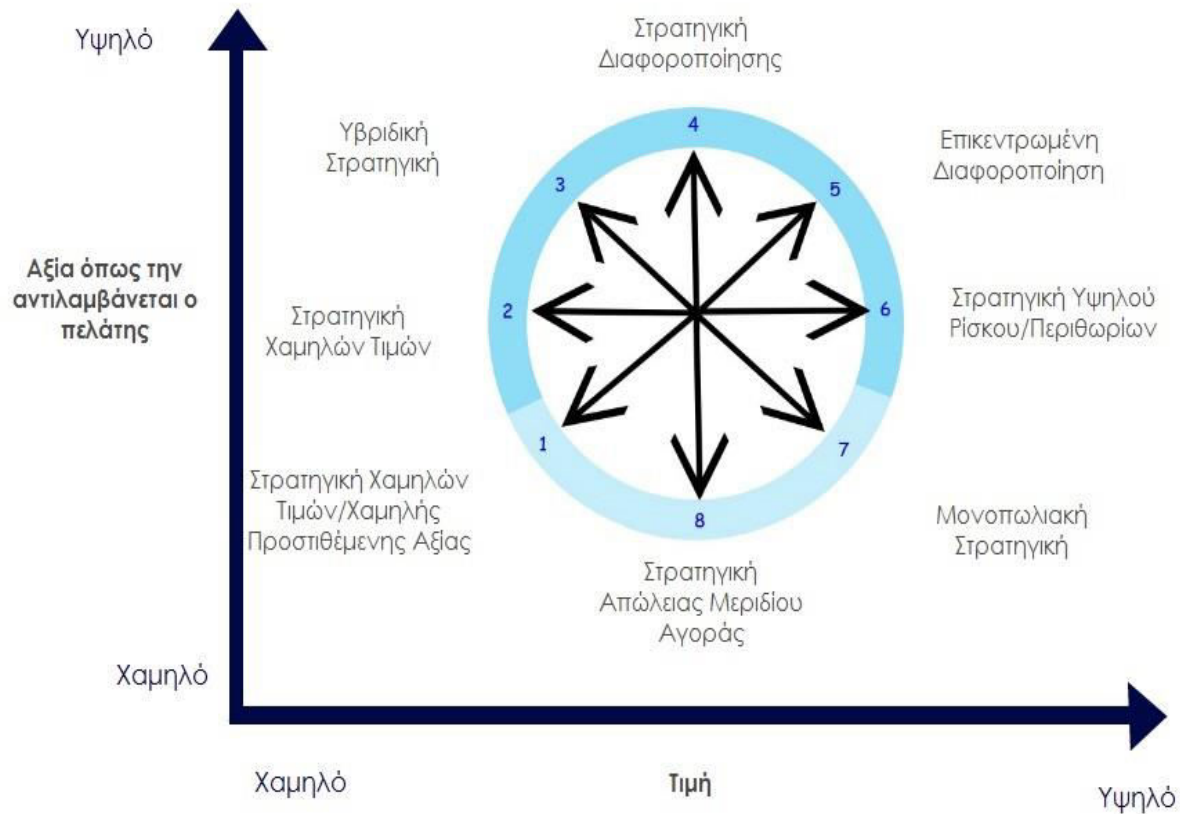 Υψηλό
Στρατηγική
Διαφοροποίησης
4
Υβριδική
Στρατηγική
3
Επικεντρωμένη
Διαφοροποίηση
5
Αξία όπως την
αντιλαμβάνεται ο
πελάτης
Στρατηγική
Χαμηλών Τιμών
2
6
Στρατηγική Υψηλού
Ρίσκου/Περιθωρίων
1
7
Στρατηγική Χαμηλών
Τιμών/Χαμηλής
Προστιθέμενης Αξίας
8
Στρατηγική
Απώλειας Μεριδίου
Αγοράς
Μονοπωλιακή
Στρατηγική
Χαμηλό
Χαμηλό
Τιμή
Υψηλό